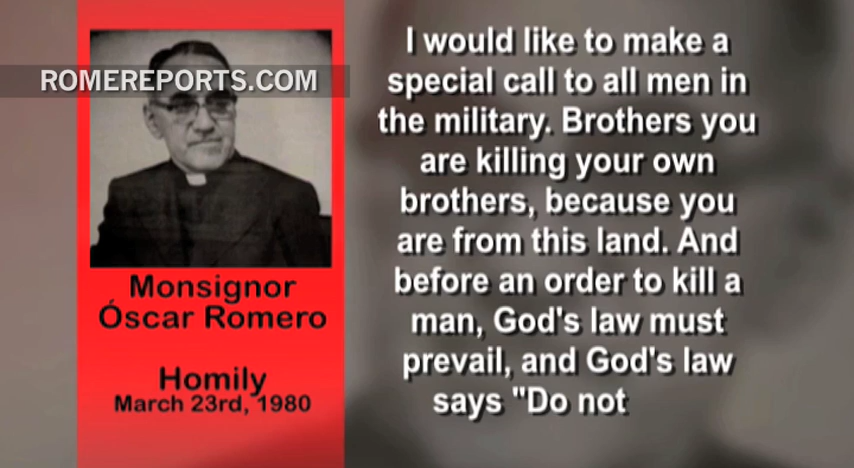 ROMEREPORTS.COM
Monsignor
Óscar Romero
Homily
March 23rd, 1980
I would like to make a
special call to all men in
the military. Brothers you
are killing your own
brothers, because you
are from this land. And
before an order to kill a
man, God's law must
prevail, and God's law
says "Do not